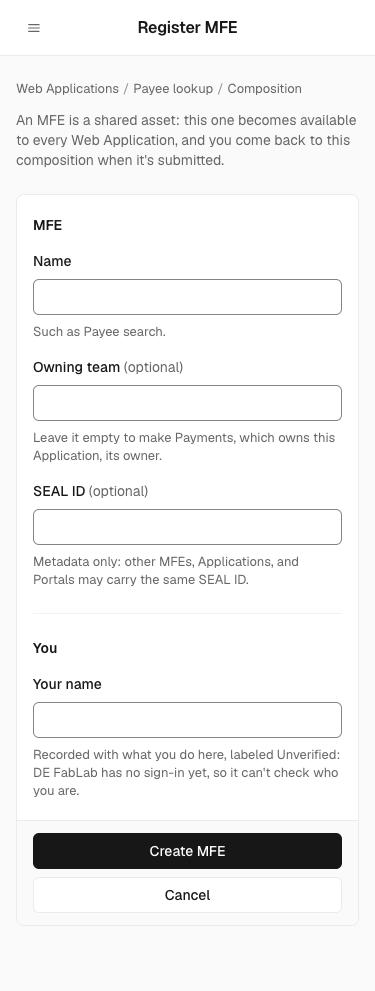 Register MFE
Web Applications / Payee lookup / Composition
An MFE is a shared asset: this one becomes available
to every Web Application, and you come back to this
composition when it's submitted.
MFE
Name
Such as Payee search.
Owning team (optional)
Leave it empty to make Payments, which owns this
Application, its owner.
SEAL ID (optional)
Metadata only: other MFEs, Applications, and
Portals may carry the same SEAL ID.
You
Your name
Recorded with what you do here, labeled Unverified:
DE FabLab has no sign-in yet, so it can't check who
you are.
Create MFE
Cancel